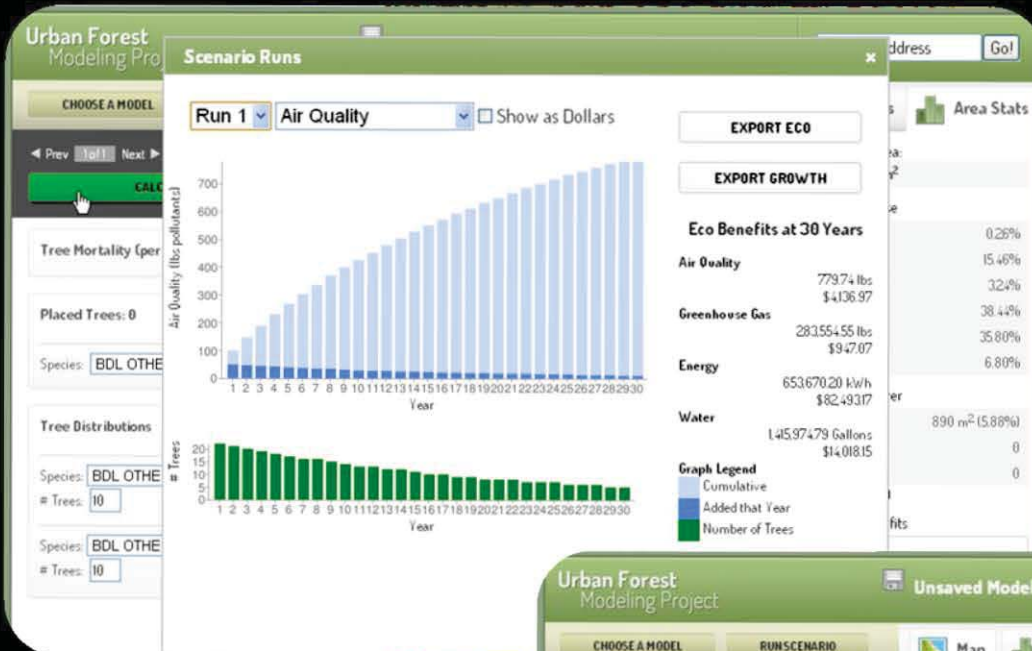 Urban Forest
Modeling Pro
ddress
Go!
Scenario Runs
×
CHOOSE A MODEL
Area Stats
Prev 1 of 1 Next
CALC
Tree Mortality (per
Placed Trees: 0
Species: BDL OTHE
Tree Distributions
Species: BDL OTHE
# Trees: 10
Species: BDL OTHE
# Trees: 10
Run 1 Air Quality Show as Dollars
Air Quality (lbs pollutants)
700
600
500
400
300
200
100
0
1 2 3 4 5 6 7 8 9 10 11 12 13 14 15 16 17 18 19 20 21 22 23 24 25 26 27 28 29 30
Year
# Trees
20
15
10
5
0
1 2 3 4 5 6 7 8 9 10 11 12 13 14 15 16 17 18 19 20 21 22 23 24 25 26 27 28 29 30
Year
EXPORT ECO
EXPORT GROWTH
Eco Benefits at 30 Years
Air Quality
779.74 lbs
$4,136.97
Greenhouse Gas
283,554.55 lbs
$947.07
Energy
653,670.20 kWh
$82,493.17
Water
1,415,974.79 Gallons
$14,018.15
Graph Legend
Cumulative
Added that Year
Number of Trees
0.26%
15.46%
3.24%
38.44%
35.80%
6.80%
er
890 m² (5.88%)
0
0
fits
Urban Forest
Modeling Project
Unsaved Model
CHOOSE A MODEL
RUN SCENARIO
Map